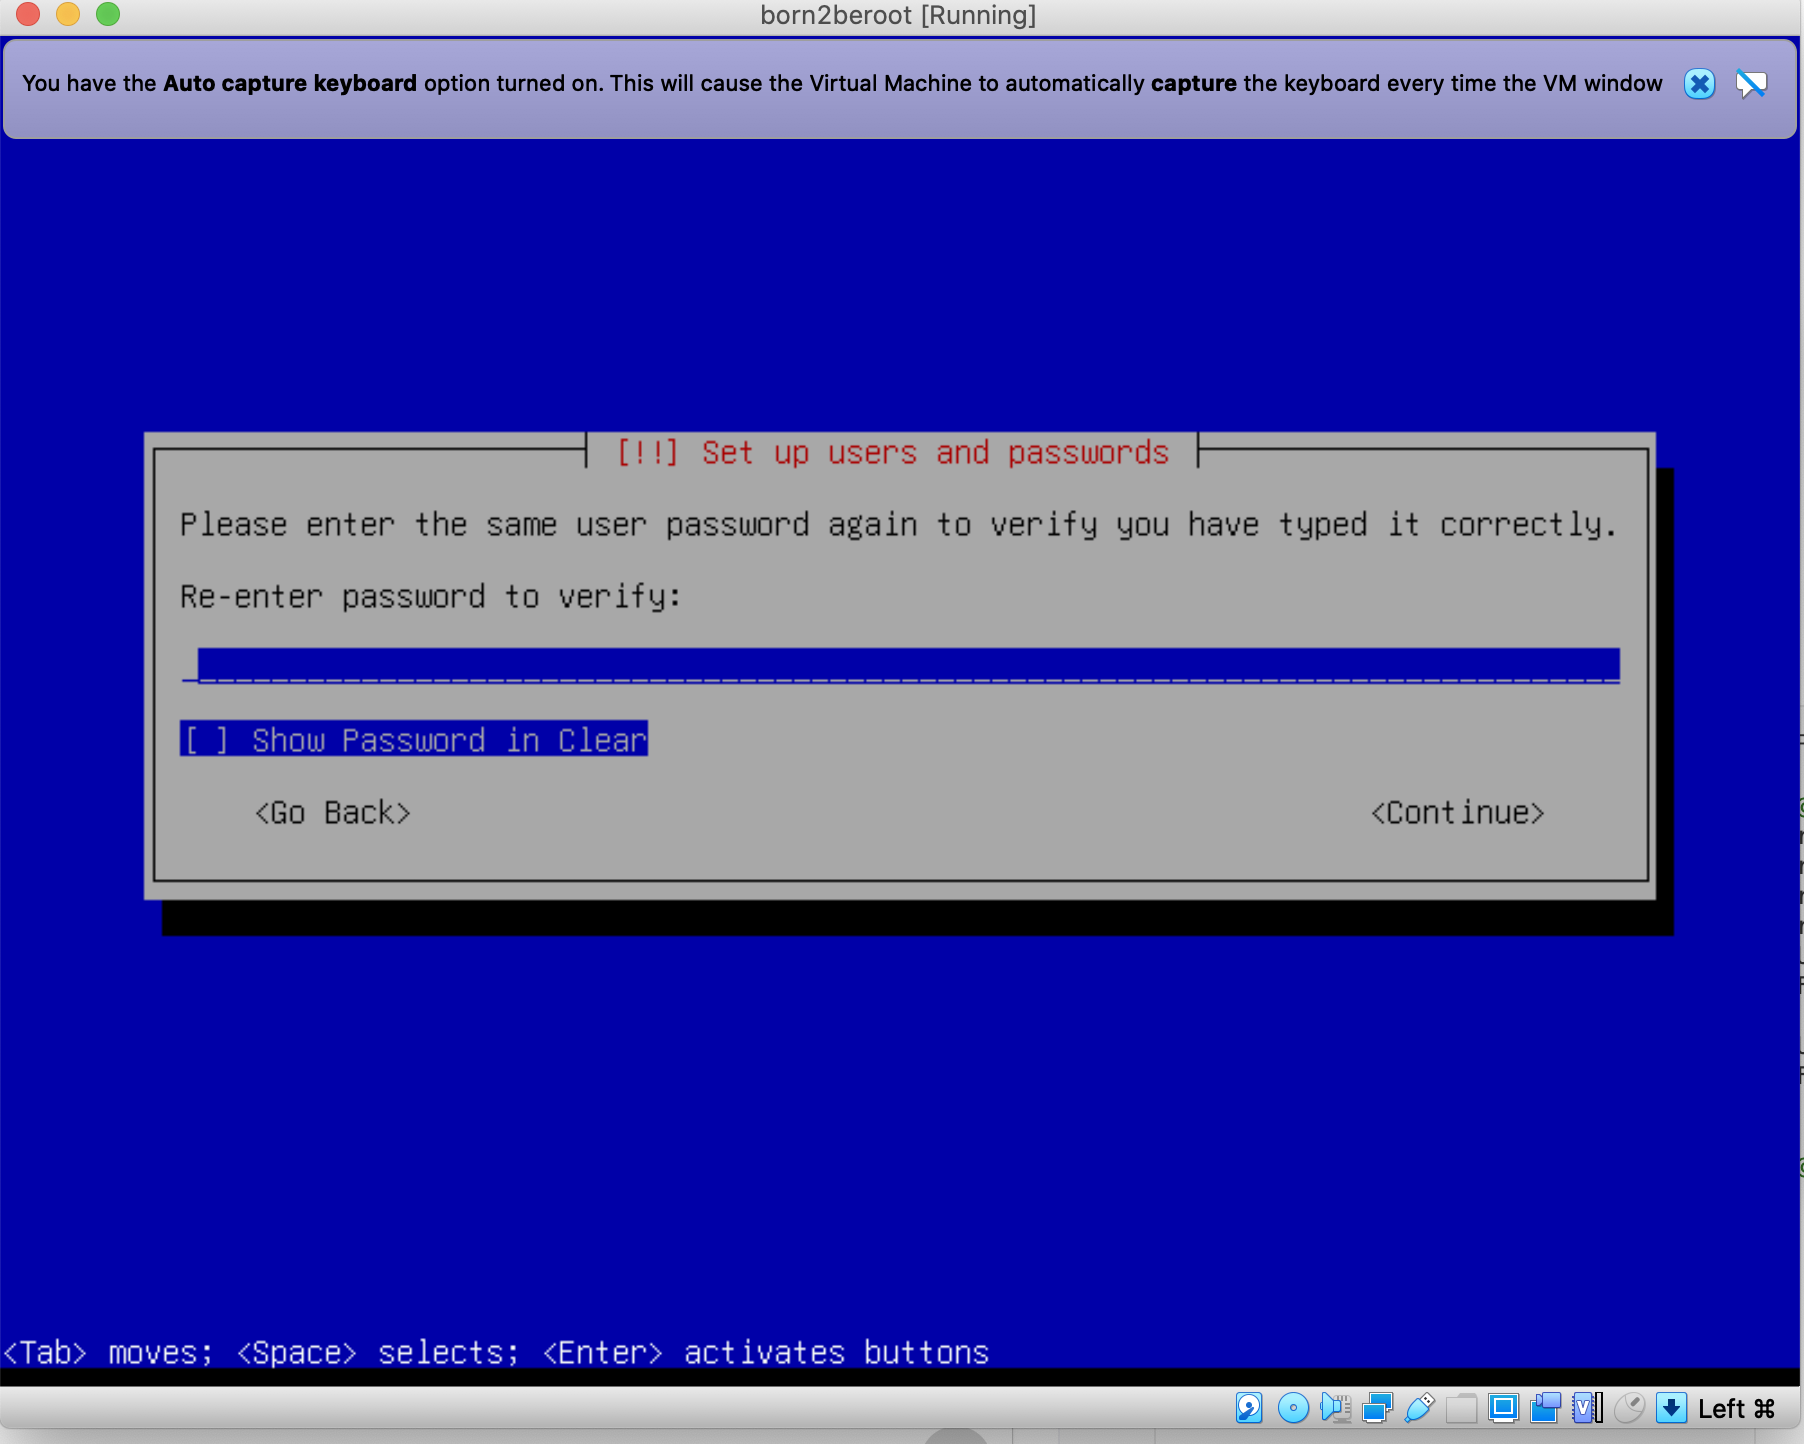 born2beroot [Running]
You have the Auto capture keyboard option turned on. This will cause the Virtual Machine to automatically capture the keyboard every time the VM window
[!!] Set up users and passwords
Please enter the same user password again to verify you have typed it correctly.
Re-enter password to verify:
[ ] Show Password in Clear
<Go Back>
<Continue>
<Tab> moves; <Space> selects; <Enter> activates buttons
Left ⌘